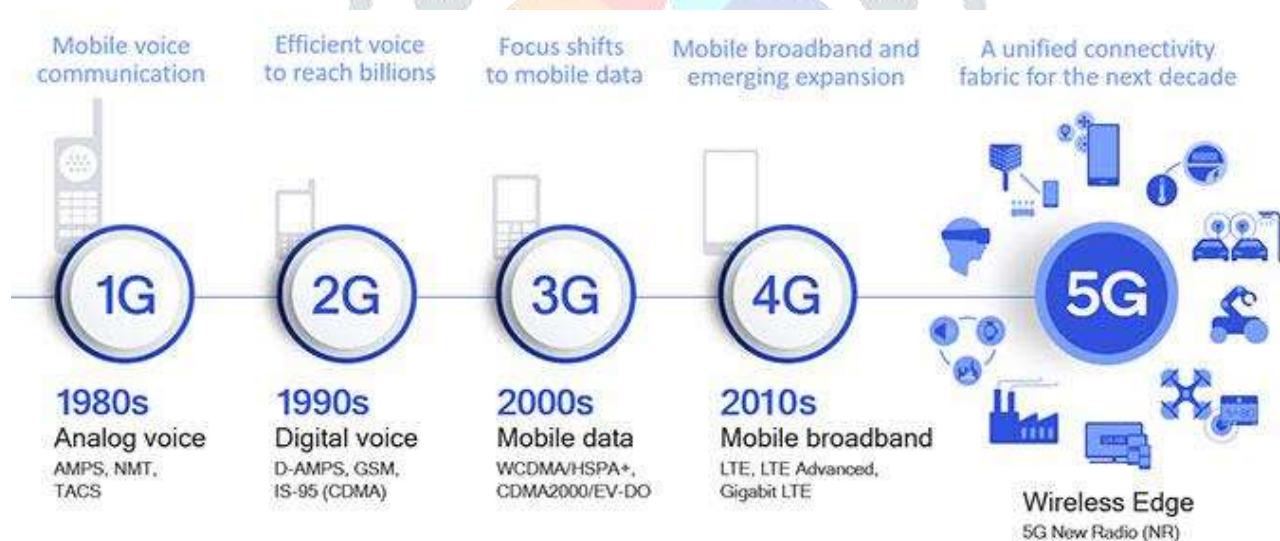 Mobile voice
communication
Efficient voice
to reach billions
Focus shifts
to mobile data
Mobile broadband and
emerging expansion
A unified connectivity
fabric for the next decade
1G
2G
3G
4G
5G
1980s
Analog voice
AMPS, NMT,
TACS
1990s
Digital voice
D-AMPS, GSM,
IS-95 (CDMA)
2000s
Mobile data
WCDMA/HSPA+,
CDMA2000/EV-DO
2010s
Mobile broadband
LTE, LTE Advanced,
Gigabit LTE
Wireless Edge
5G New Radio (NR)